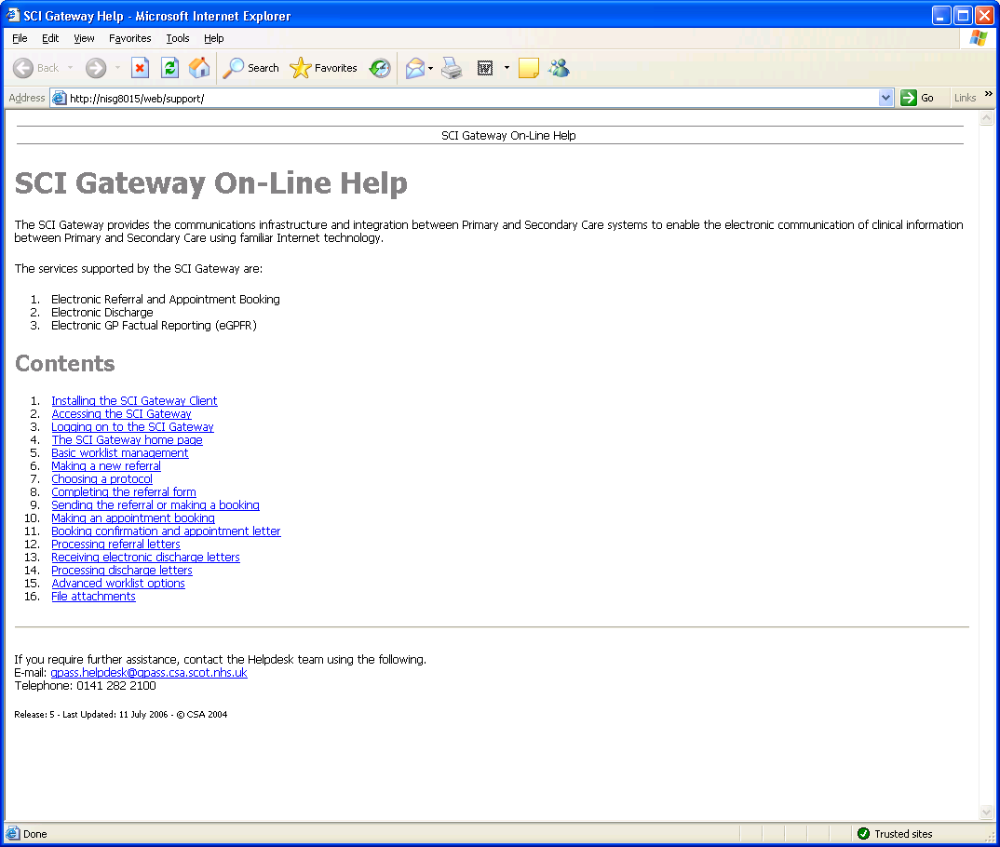 SCI Gateway Help - Microsoft Internet Explorer
File Edit View Favorites Tools Help
Back Search Favorites
Address http://nisg8015/web/support/ Go Links »
SCI Gateway On-Line Help
SCI Gateway On-Line Help
The SCI Gateway provides the communications infrastructure and integration between Primary and Secondary Care systems to enable the electronic communication of clinical information
between Primary and Secondary Care using familiar Internet technology.
The services supported by the SCI Gateway are:
1. Electronic Referral and Appointment Booking
2. Electronic Discharge
3. Electronic GP Factual Reporting (eGPFR)
Contents
1. Installing the SCI Gateway Client
2. Accessing the SCI Gateway
3. Logging on to the SCI Gateway
4. The SCI Gateway home page
5. Basic worklist management
6. Making a new referral
7. Choosing a protocol
8. Completing the referral form
9. Sending the referral or making a booking
10. Making an appointment booking
11. Booking confirmation and appointment letter
12. Processing referral letters
13. Receiving electronic discharge letters
14. Processing discharge letters
15. Advanced worklist options
16. File attachments
If you require further assistance, contact the Helpdesk team using the following.
E-mail: gpass.helpdesk@gpass.csa.scot.nhs.uk
Telephone: 0141 282 2100
Release: 5 - Last Updated: 11 July 2006 - © CSA 2004
Done Trusted sites